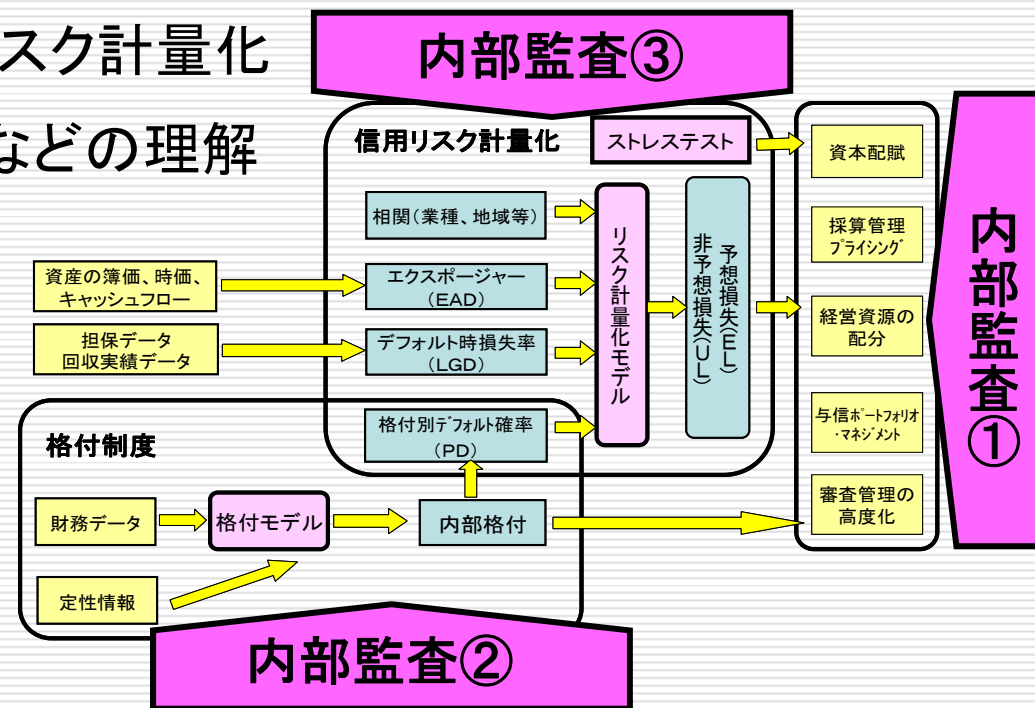 スク計量化
などの理解
内部監査③
信用リスク計量化
ストレステスト
相関(業種、地域等)
エクスポージャー
(EAD)
デフォルト時損失率
(LGD)
格付別ﾃﾞﾌｫﾙﾄ確率
(PD)
リスク計量化モデル
予想損失(EL)
非予想損失(UL)
資産の簿価、時価、
キャッシュフロー
担保データ
回収実績データ
格付制度
財務データ
格付モデル
内部格付
定性情報
内部監査②
資本配賦
採算管理
ﾌﾟﾗｲｼﾝｸﾞ
経営資源の
配分
与信ﾎﾟｰﾄﾌｫﾘｵ
･ﾏﾈｼﾞﾒﾝﾄ
審査管理の
高度化
内部監査①